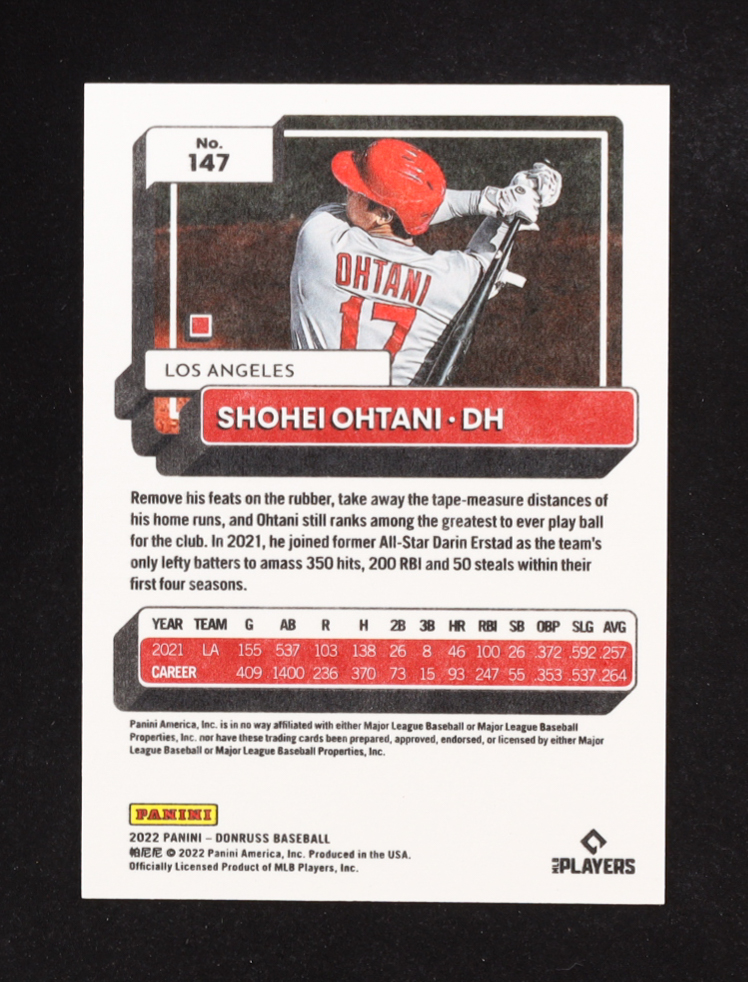 No.
147
OHTANI
17
LOS ANGELES
SHOHEI OHTANI · DH
Remove his feats on the rubber, take away the tape-measure distances of
his home runs, and Ohtani still ranks among the greatest to ever play ball
for the club. In 2021, he joined former All-Star Darin Erstad as the team's
only lefty batters to amass 350 hits, 200 RBI and 50 steals within their
first four seasons.
YEAR TEAM G AB R H 2B 3B HR RBI SB OBP SLG AVG
2021 LA 155 537 103 138 26 8 46 100 26 .372 .592 .257
CAREER 409 1400 236 370 73 15 93 247 55 .353 .537 .264
Panini America, Inc. is in no way affiliated with either Major League Baseball or Major League Baseball
Properties, Inc. nor have these trading cards been prepared, approved, endorsed, or licensed by either Major
League Baseball or Major League Baseball Properties, Inc.
PANINI
2022 PANINI – DONRUSS BASEBALL
帕尼尼 © 2022 Panini America, Inc. Produced in the USA.
Officially Licensed Product of MLB Players, Inc.
MLB PLAYERS